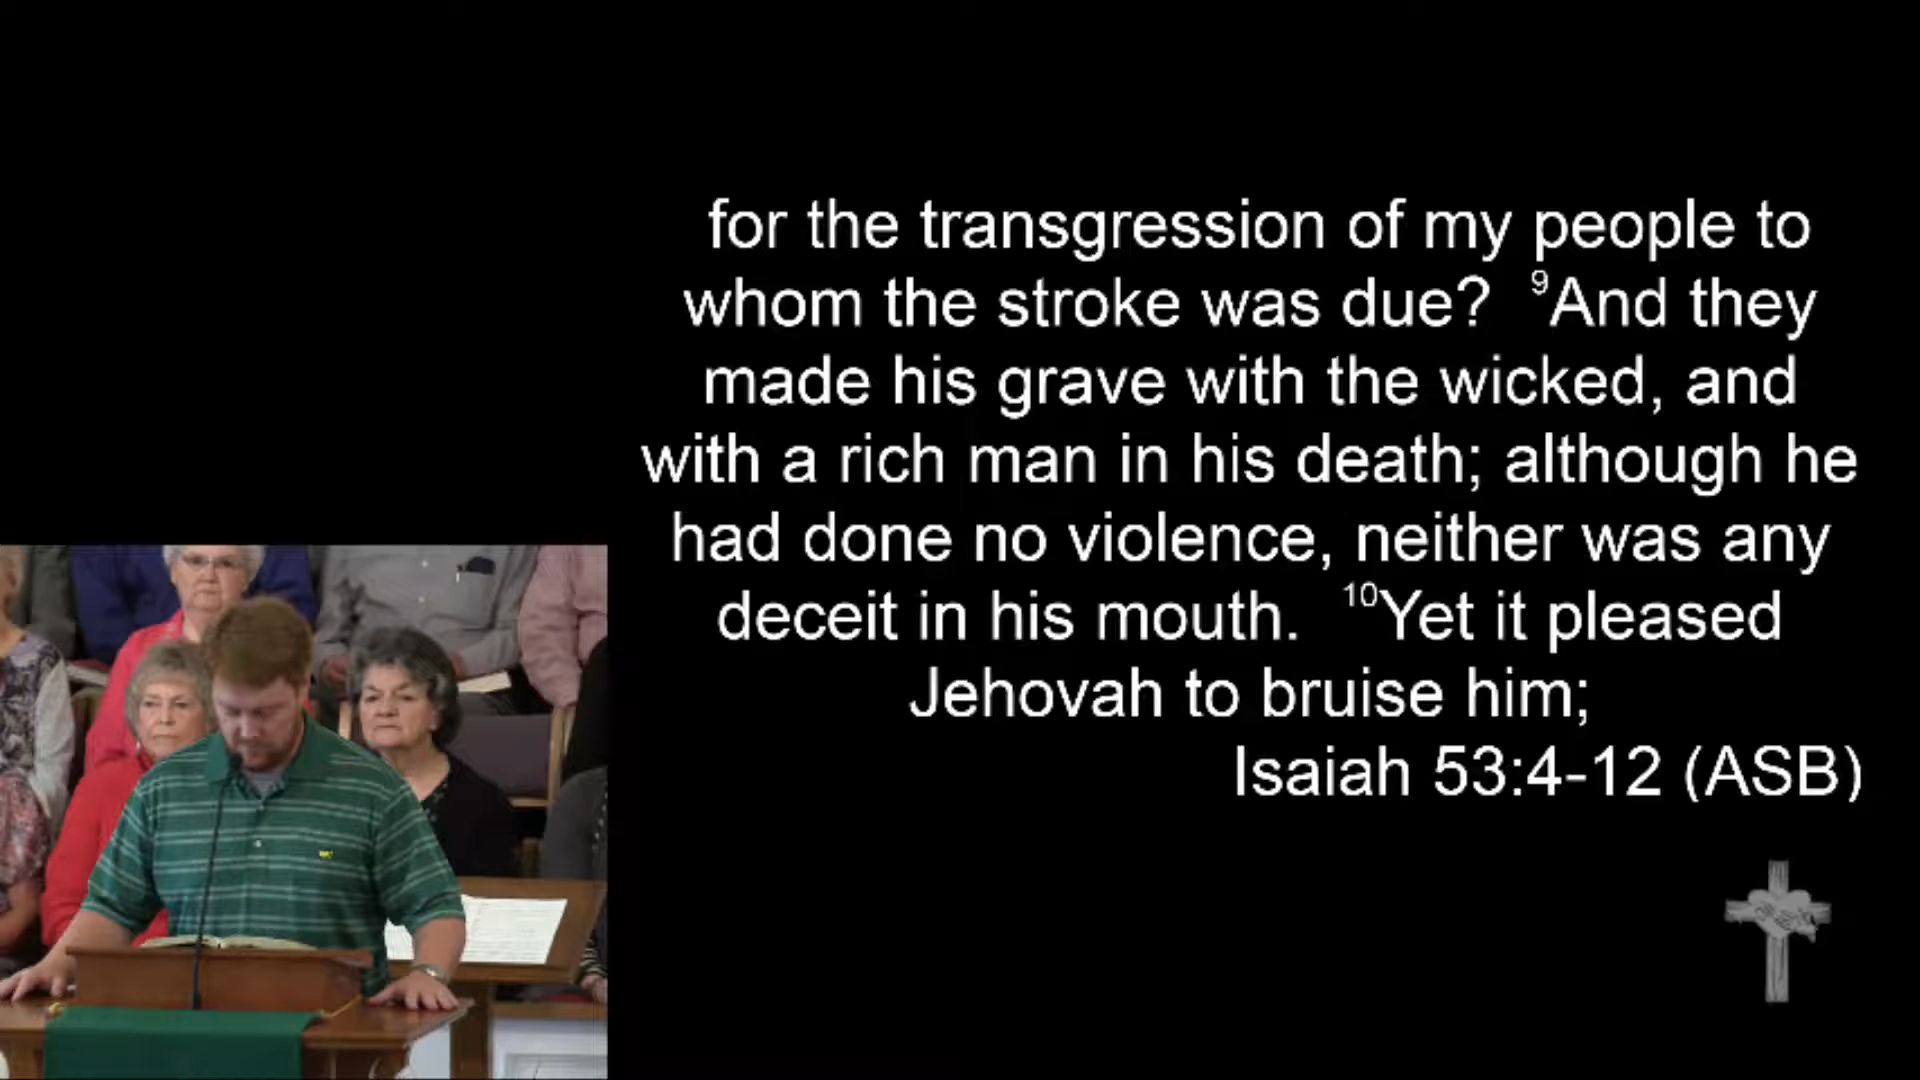 for the transgression of my people to
whom the stroke was due? ⁹And they
made his grave with the wicked, and
with a rich man in his death; although he
had done no violence, neither was any
deceit in his mouth. ¹⁰Yet it pleased
Jehovah to bruise him;
Isaiah 53:4-12 (ASB)